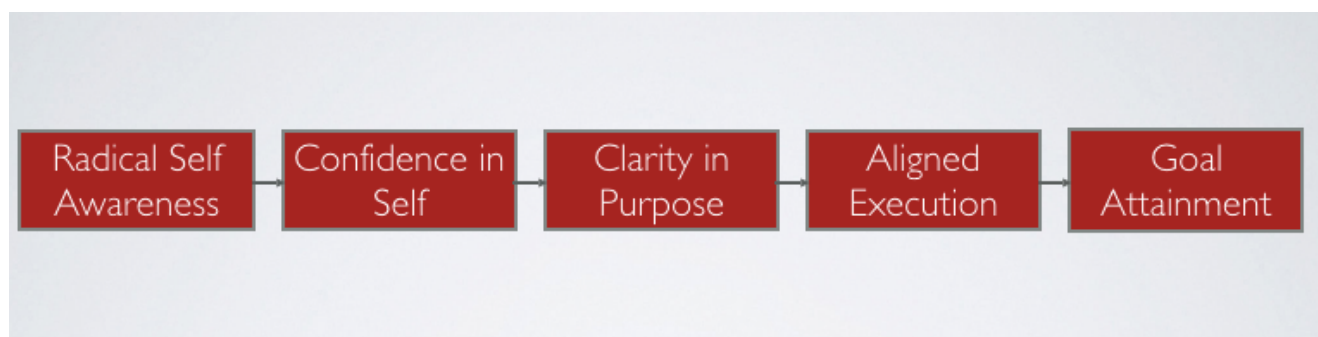 Radical Self
Awareness
Confidence in
Self
Clarity in
Purpose
Aligned
Execution
Goal
Attainment